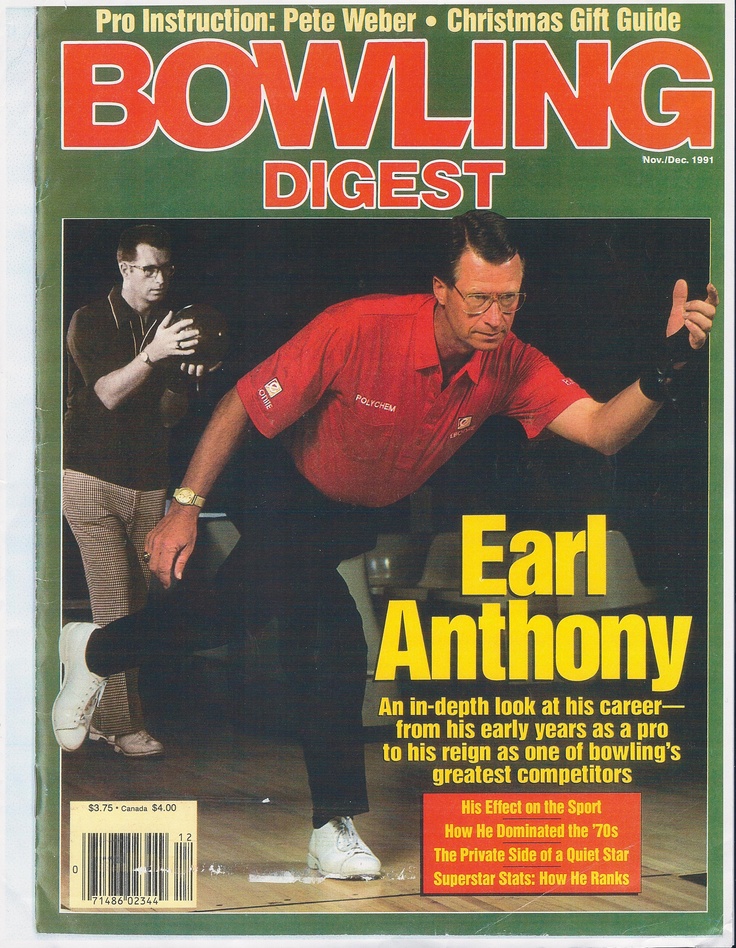 Pro Instruction: Pete Weber • Christmas Gift Guide
BOWLING
Nov./Dec. 1991
DIGEST
EBONITE
POLYCHEM
EBONITE
Earl
Anthony
An in-depth look at his career—
from his early years as a pro
to his reign as one of bowling's
greatest competitors
His Effect on the Sport
How He Dominated the '70s
The Private Side of a Quiet Star
Superstar Stats: How He Ranks
$3.75 • Canada $4.00
12
0 71486 02344